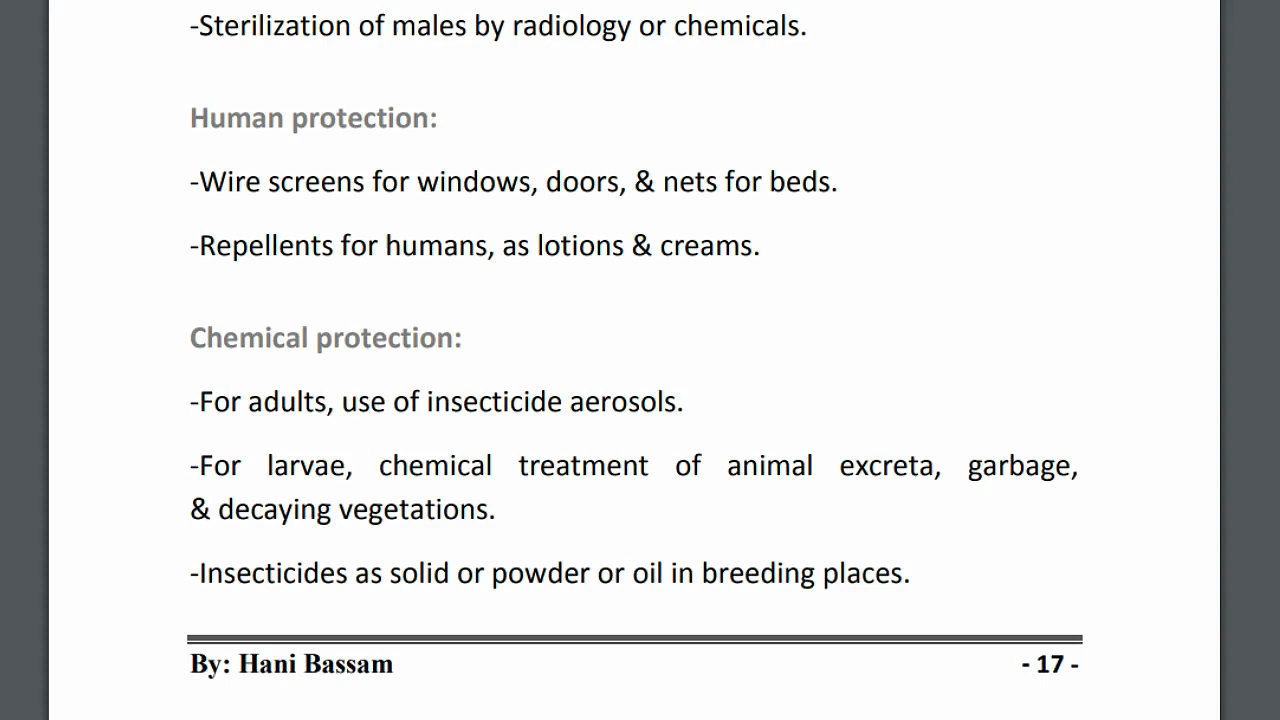 -Sterilization of males by radiology or chemicals.
Human protection:
-Wire screens for windows, doors, & nets for beds.
-Repellents for humans, as lotions & creams.
Chemical protection:
-For adults, use of insecticide aerosols.
-For larvae, chemical treatment of animal excreta, garbage,
& decaying vegetations.
-Insecticides as solid or powder or oil in breeding places.
By: Hani Bassam
- 17 -